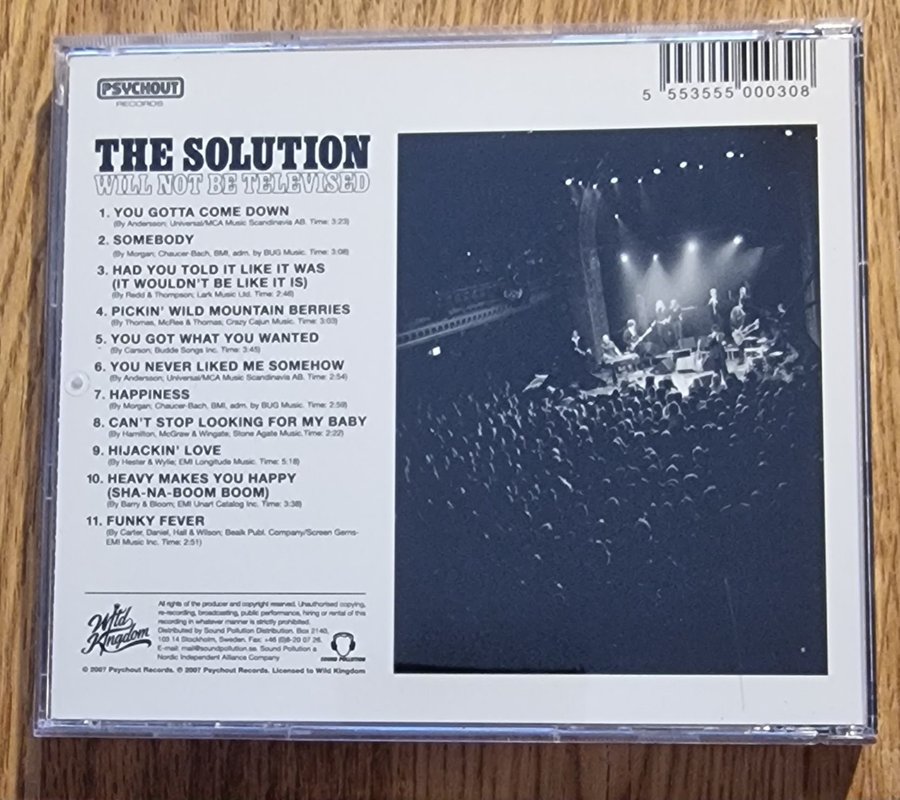 PSYCHOUT
RECORDS
5 553555 000308
THE SOLUTION
WILL NOT BE TELEVISED
1. YOU GOTTA COME DOWN
(By Andersson; Universal/MCA Music Scandinavia AB. Time: 3:23)
2. SOMEBODY
(By Morgan; Chaucer-Bach, BMI, adm. by BUG Music. Time: 3:08)
3. HAD YOU TOLD IT LIKE IT WAS
(IT WOULDN'T BE LIKE IT IS)
(By Redd & Thompson; Lark Music Ltd. Time: 2:46)
4. PICKIN' WILD MOUNTAIN BERRIES
(By Thomas, McRee & Thomas; Crazy Cajun Music. Time: 3:03)
5. YOU GOT WHAT YOU WANTED
(By Carson; Budde Songs Inc. Time: 3:45)
6. YOU NEVER LIKED ME SOMEHOW
(By Andersson; Universal/MCA Music Scandinavia AB. Time: 2:54)
7. HAPPINESS
(By Morgan; Chaucer-Bach, BMI, adm. by BUG Music. Time: 2:59)
8. CAN'T STOP LOOKING FOR MY BABY
(By Hamilton, McGraw & Wingate; Stone Agate Music. Time: 2:22)
9. HIJACKIN' LOVE
(By Hester & Wylie; EMI Longitude Music. Time: 5:18)
10. HEAVY MAKES YOU HAPPY
(SHA-NA-BOOM BOOM)
(By Barry & Bloom; EMI Unart Catalog Inc. Time: 3:38)
11. FUNKY FEVER
(By Carter, Daniel, Hall & Wilson; Beaik Publ. Company/Screen Gems-
EMI Music Inc. Time: 2:51)
Wild
Kingdom
All rights of the producer and copyright reserved. Unauthorised copying,
re-recording, broadcasting, public performance, hiring or rental of this
recording in whatever manner is strictly prohibited.
Distributed by Sound Pollution Distribution. Box 2140,
103 14 Stockholm, Sweden. Fax: +46 (0)8-20 07 26.
E-mail: mail@soundpollution.se. Sound Pollution a
Nordic Independent Alliance Company
SOUND POLLUTION
© 2007 Psychout Records. © 2007 Psychout Records. Licensed to Wild Kingdom